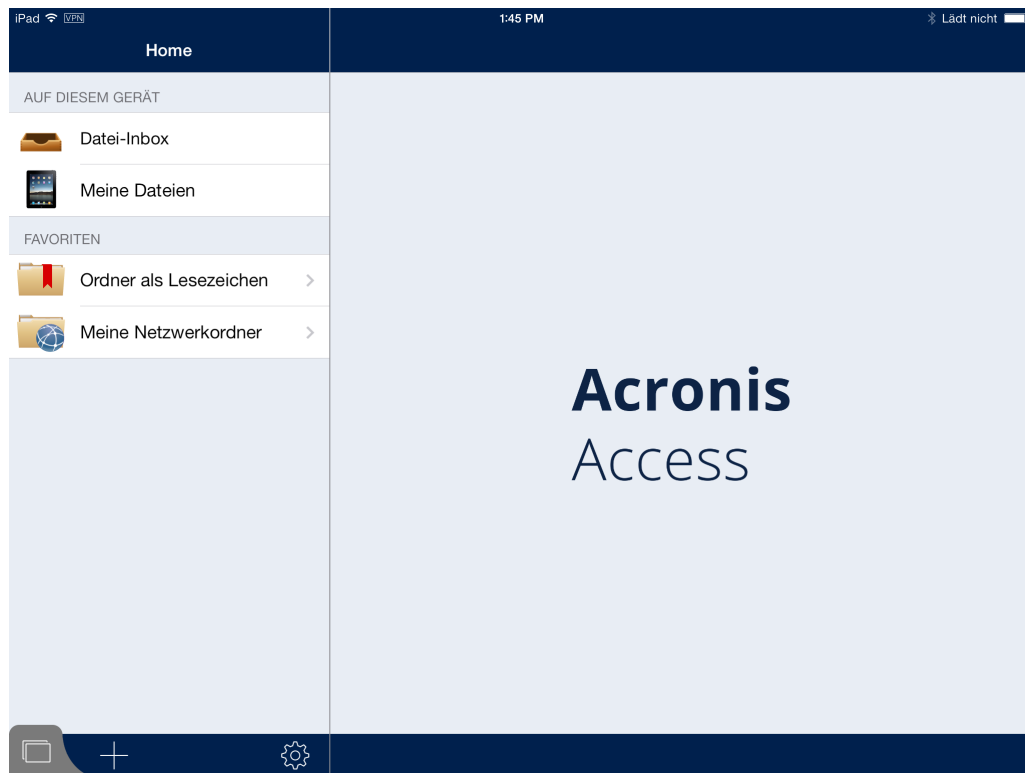 iPad VPN 1:45 PM Lädt nicht
Home
AUF DIESEM GERÄT
Datei-Inbox
Meine Dateien
FAVORITEN
Ordner als Lesezeichen
Meine Netzwerkordner
Acronis
Access